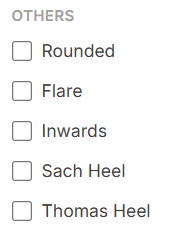 OTHERS
Rounded
Flare
Inwards
Sach Heel
Thomas Heel